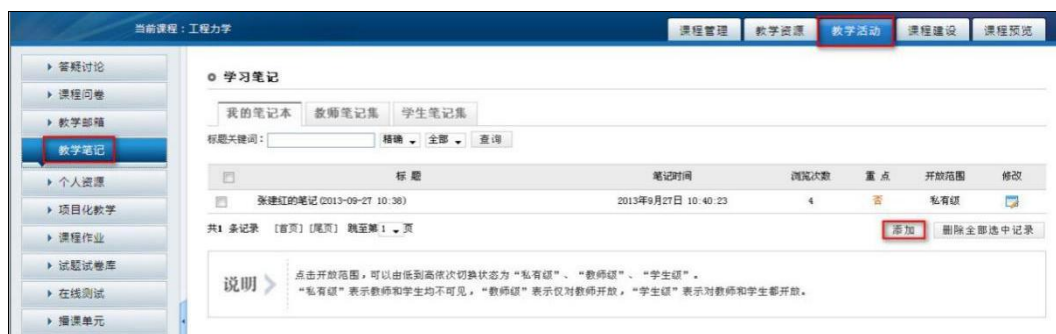 当前课程：工程力学
课程管理 教学资源 教学活动 课程建设 课程预览
答疑讨论
课程问卷
教学邮箱
教学笔记
个人资源
项目化教学
课程作业
试题试卷库
在线测试
播课单元
学习笔记
我的笔记本 教师笔记集 学生笔记集
标题关键词： 精确 全部 查询
标题 笔记时间 浏览次数 重点 开放范围 修改
张建红的笔记(2013-09-27 10:38) 2013年9月27日 10:40:23 4 否 私有级
共1 条记录 [首页] [尾页] 跳至第 1 页 添加 删除全部选中记录
说明
点击开放范围，可以由低到高依次切换状态为“私有级”、“教师级”、“学生级”。
“私有级”表示教师和学生均不可见，“教师级”表示仅对教师开放，“学生级”表示对教师和学生都开放。